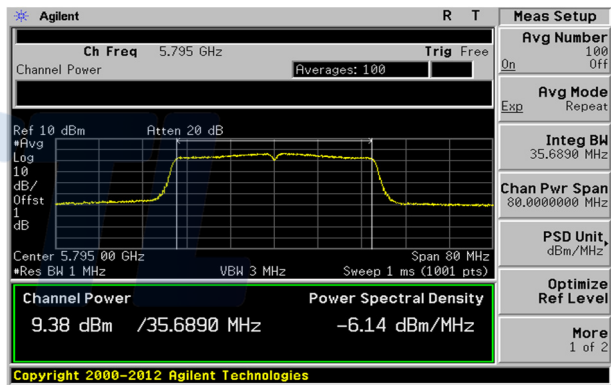 Agilent R T
Meas Setup
Ch Freq 5.795 GHz Trig Free
Channel Power Averages: 100
Ref 10 dBm Atten 20 dB
#Avg
Log
10
dB/
Offst
1
dB
Center 5.795 00 GHz Span 80 MHz
#Res BW 1 MHz VBW 3 MHz Sweep 1 ms (1001 pts)
Channel Power Power Spectral Density
9.38 dBm /35.6890 MHz -6.14 dBm/MHz
Copyright 2000-2012 Agilent Technologies
Avg Number
100
On Off
Avg Mode
Exp Repeat
Integ BW
35.6890 MHz
Chan Pwr Span
80.0000000 MHz
PSD Unit
dBm/MHz
Optimize
Ref Level
More
1 of 2